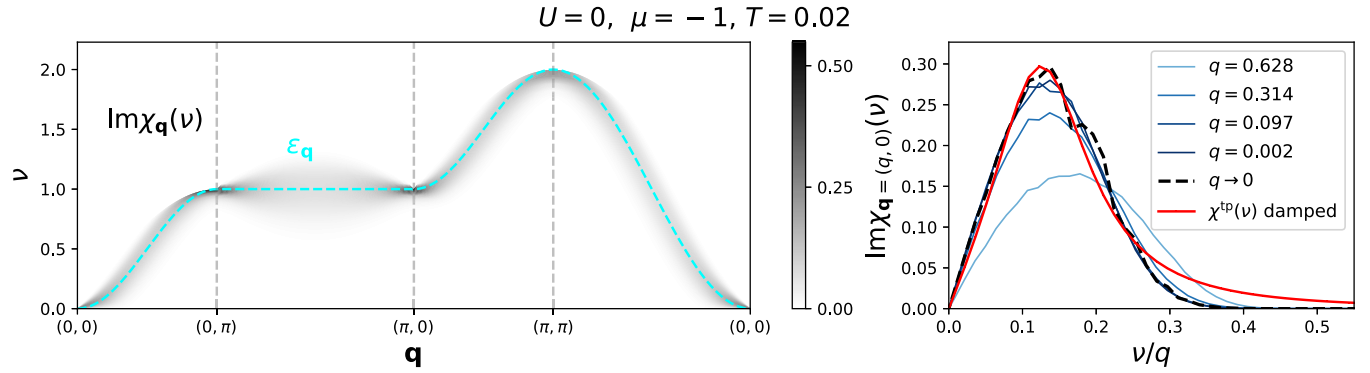 U = 0, μ = −1, T = 0.02
Imχ_q(ν)
ε_q
ν
2.0
1.5
1.0
0.5
0.0
(0, 0)
(0, π)
(π, 0)
(π, π)
(0, 0)
q
0.50
0.25
0.00
Imχ_q = (q, 0)(ν)
0.30
0.25
0.20
0.15
0.10
0.05
0.00
q = 0.628
q = 0.314
q = 0.097
q = 0.002
q → 0
χ^tp(ν) damped
0.0
0.1
0.2
0.3
0.4
0.5
ν/q